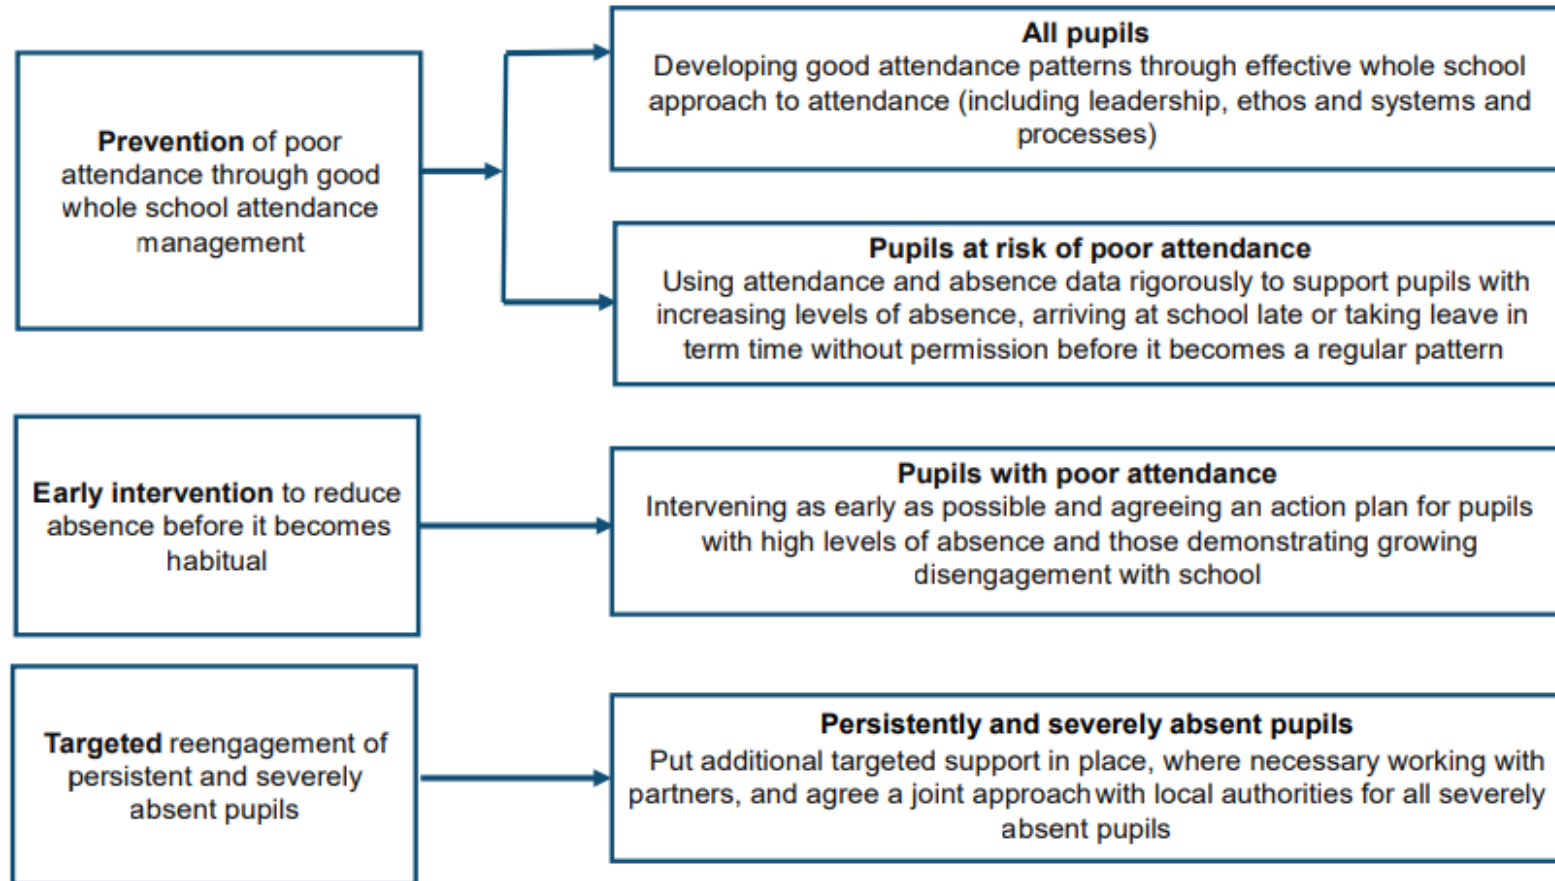 Prevention of poor
attendance through good
whole school attendance
management
All pupils
Developing good attendance patterns through effective whole school
approach to attendance (including leadership, ethos and systems and
processes)
Pupils at risk of poor attendance
Using attendance and absence data rigorously to support pupils with
increasing levels of absence, arriving at school late or taking leave in
term time without permission before it becomes a regular pattern
Early intervention to reduce
absence before it becomes
habitual
Pupils with poor attendance
Intervening as early as possible and agreeing an action plan for pupils
with high levels of absence and those demonstrating growing
disengagement with school
Targeted reengagement of
persistent and severely
absent pupils
Persistently and severely absent pupils
Put additional targeted support in place, where necessary working with
partners, and agree a joint approach with local authorities for all severely
absent pupils